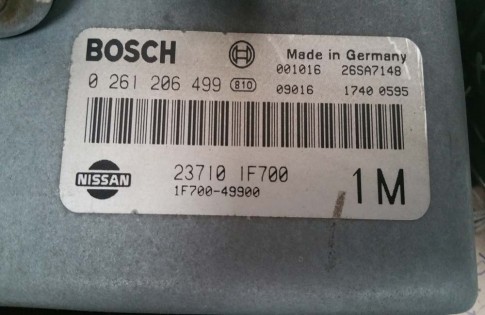 BOSCH Made in Germany
001016 26SA7148
0 261 206 499 810
09016 1740 0595
NISSAN
23710 1F700
1F700-49900
1M